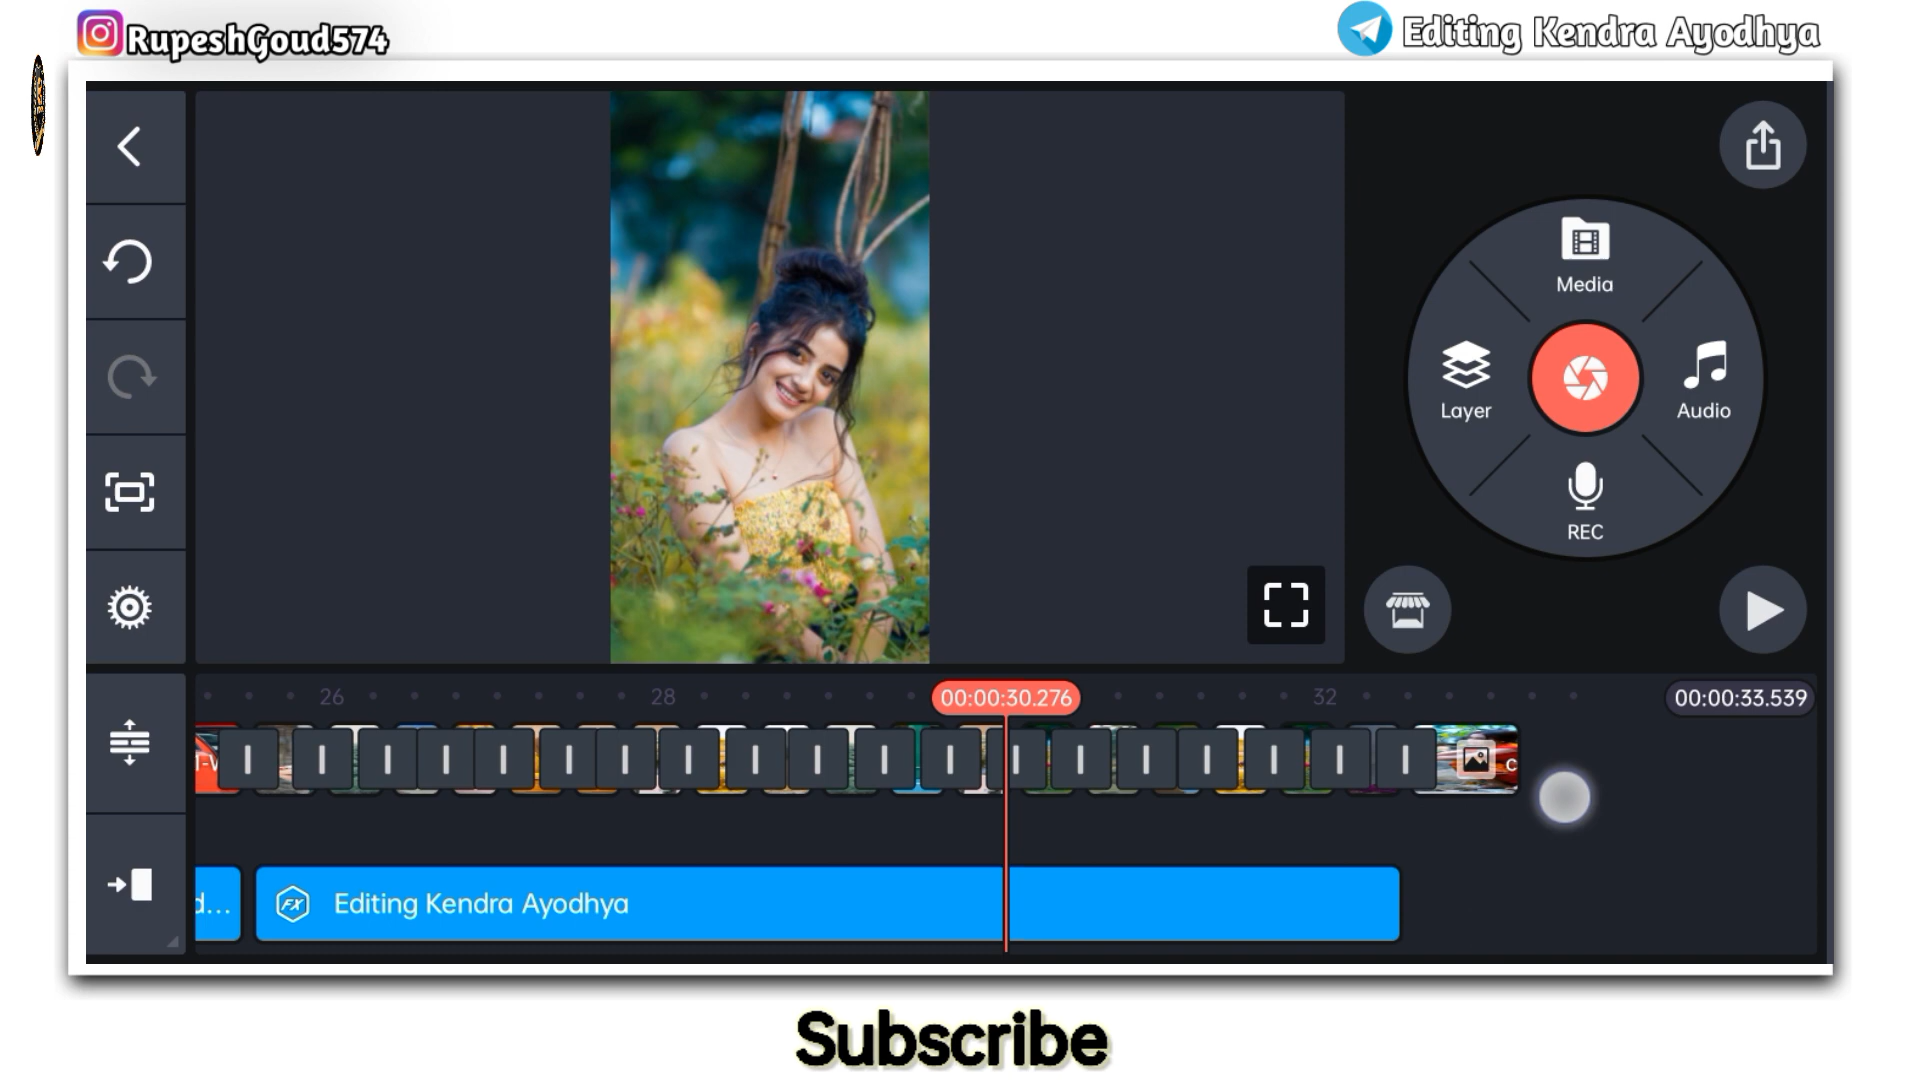 RupeshGoud574
Editing Kendra Ayodhya
Media
Layer
Audio
REC
26
28
00:00:30.276
32
00:00:33.539
d...
FX
Editing Kendra Ayodhya
Subscribe